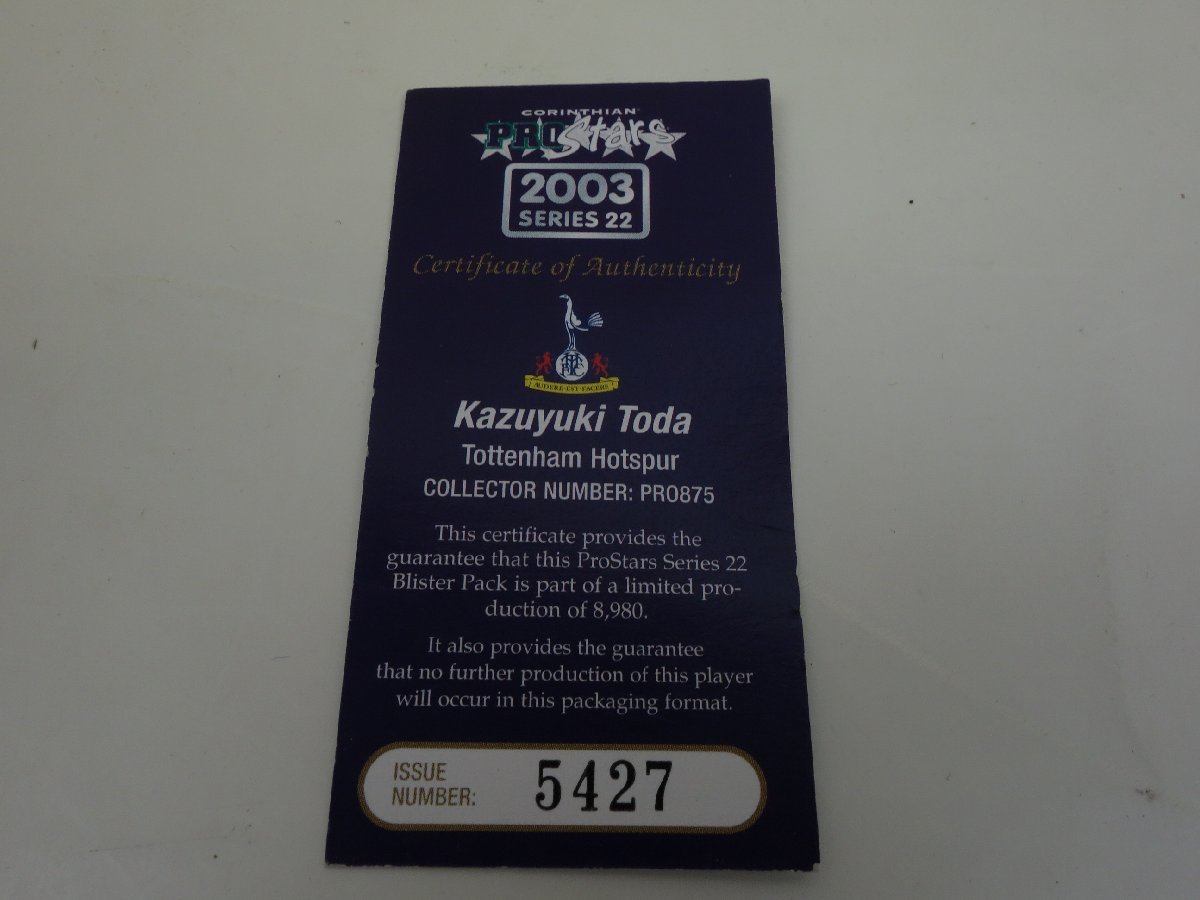 CORINTHIAN
PROStars
2003
SERIES 22
Certificate of Authenticity
AUDERE·EST·FACERE
Kazuyuki Toda
Tottenham Hotspur
COLLECTOR NUMBER: PRO875
This certificate provides the
guarantee that this ProStars Series 22
Blister Pack is part of a limited pro-
duction of 8,980.
It also provides the guarantee
that no further production of this player
will occur in this packaging format.
ISSUE
NUMBER: 5427